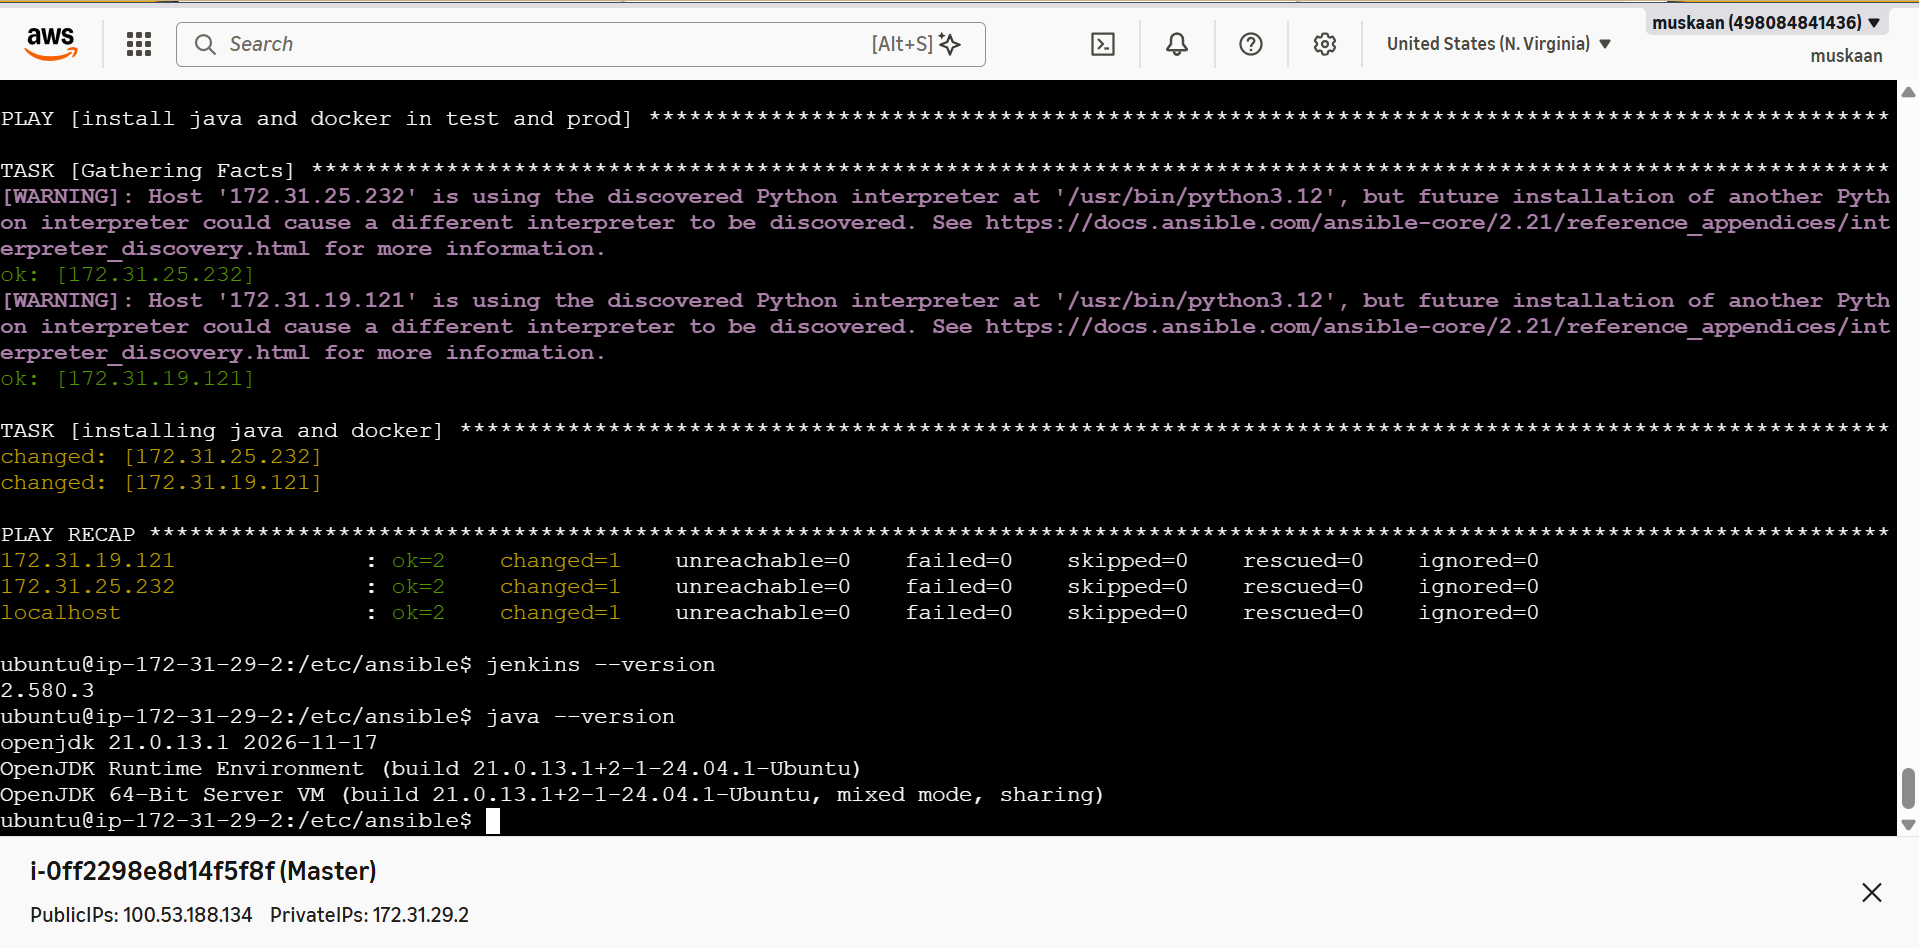 muskaan (498084841436)
aws
Search
[Alt+S]
United States (N. Virginia)
muskaan
PLAY [install java and docker in test and prod] ********************************************************************************************
TASK [Gathering Facts] *********************************************************************************************************************
[WARNING]: Host '172.31.25.232' is using the discovered Python interpreter at '/usr/bin/python3.12', but future installation of another Pyth
on interpreter could cause a different interpreter to be discovered. See https://docs.ansible.com/ansible-core/2.21/reference_appendices/int
erpreter_discovery.html for more information.
ok: [172.31.25.232]
[WARNING]: Host '172.31.19.121' is using the discovered Python interpreter at '/usr/bin/python3.12', but future installation of another Pyth
on interpreter could cause a different interpreter to be discovered. See https://docs.ansible.com/ansible-core/2.21/reference_appendices/int
erpreter_discovery.html for more information.
ok: [172.31.19.121]
TASK [installing java and docker] **********************************************************************************************************
changed: [172.31.25.232]
changed: [172.31.19.121]
PLAY RECAP *********************************************************************************************************************************
172.31.19.121 : ok=2 changed=1 unreachable=0 failed=0 skipped=0 rescued=0 ignored=0
172.31.25.232 : ok=2 changed=1 unreachable=0 failed=0 skipped=0 rescued=0 ignored=0
localhost : ok=2 changed=1 unreachable=0 failed=0 skipped=0 rescued=0 ignored=0
ubuntu@ip-172-31-29-2:/etc/ansible$ jenkins --version
2.580.3
ubuntu@ip-172-31-29-2:/etc/ansible$ java --version
openjdk 21.0.13.1 2026-11-17
OpenJDK Runtime Environment (build 21.0.13.1+2-1-24.04.1-Ubuntu)
OpenJDK 64-Bit Server VM (build 21.0.13.1+2-1-24.04.1-Ubuntu, mixed mode, sharing)
ubuntu@ip-172-31-29-2:/etc/ansible$
i-0ff2298e8d14f5f8f (Master)
PublicIPs: 100.53.188.134 PrivateIPs: 172.31.29.2